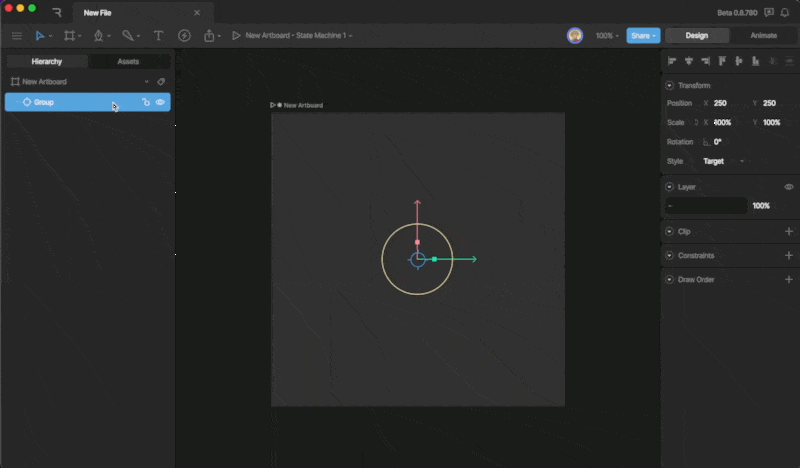 New File
Beta 0.8.780
New Artboard - State Machine 1
100%
Share
Design
Animate
Hierarchy
Assets
New Artboard
Group
New Artboard
Transform
Position X 250 Y 250
Scale X 400% Y 100%
Rotation 0°
Style Target
Layer
100%
Clip
Constraints
Draw Order